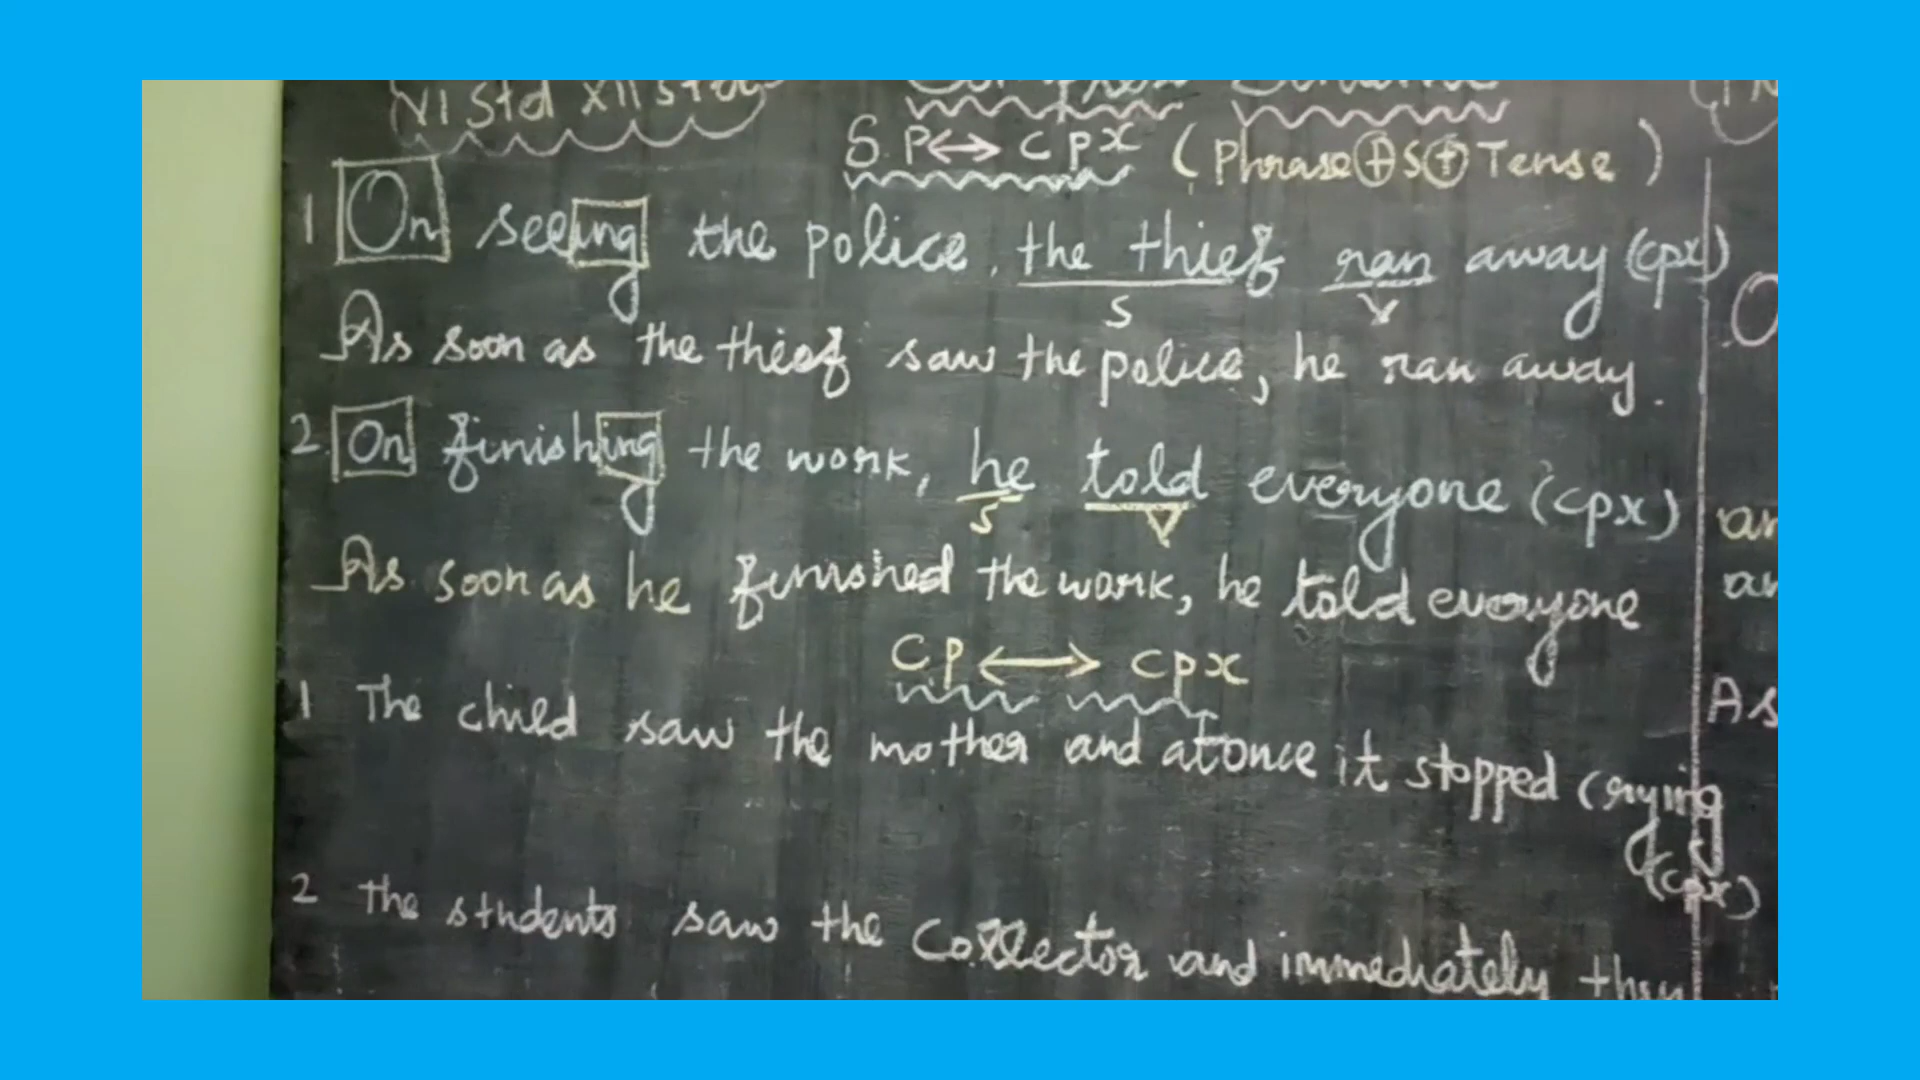 XII Std
S. P ↔ cpx (Phrase + S + Tense)
1 On seeing the police, the thief ran away (cpx)
S V
As soon as the thief saw the police, he ran away.
2. On finishing the work, he told everyone (cpx)
S V
As soon as he finished the work, he told everyone
CP ↔ cpx
1 The child saw the mother and atonce it stopped crying
(cpx)
2 The students saw the Collector and immediately they
As